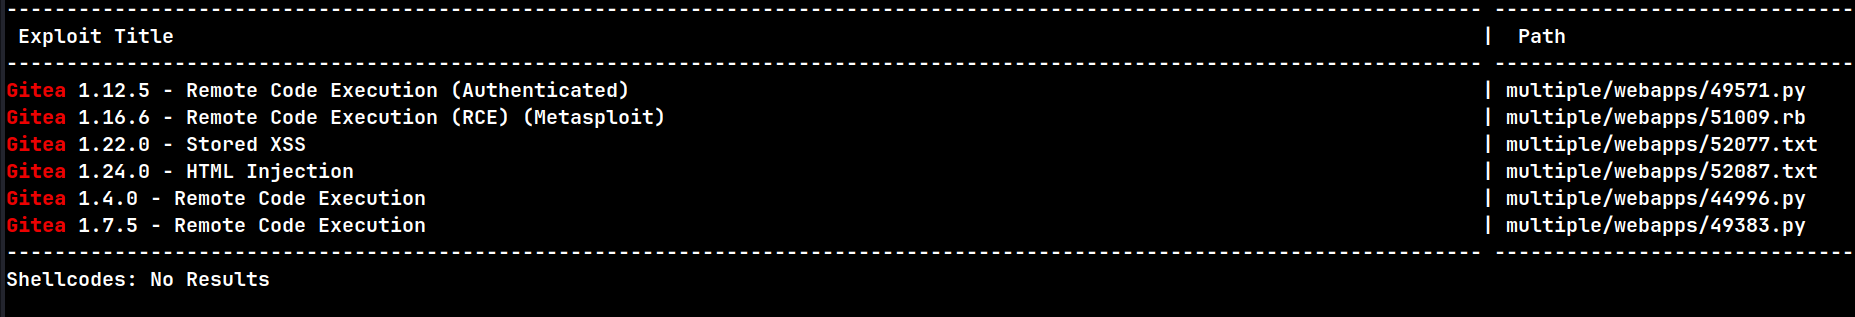 Exploit Title | Path
Gitea 1.12.5 - Remote Code Execution (Authenticated) | multiple/webapps/49571.py
Gitea 1.16.6 - Remote Code Execution (RCE) (Metasploit) | multiple/webapps/51009.rb
Gitea 1.22.0 - Stored XSS | multiple/webapps/52077.txt
Gitea 1.24.0 - HTML Injection | multiple/webapps/52087.txt
Gitea 1.4.0 - Remote Code Execution | multiple/webapps/44996.py
Gitea 1.7.5 - Remote Code Execution | multiple/webapps/49383.py
Shellcodes: No Results